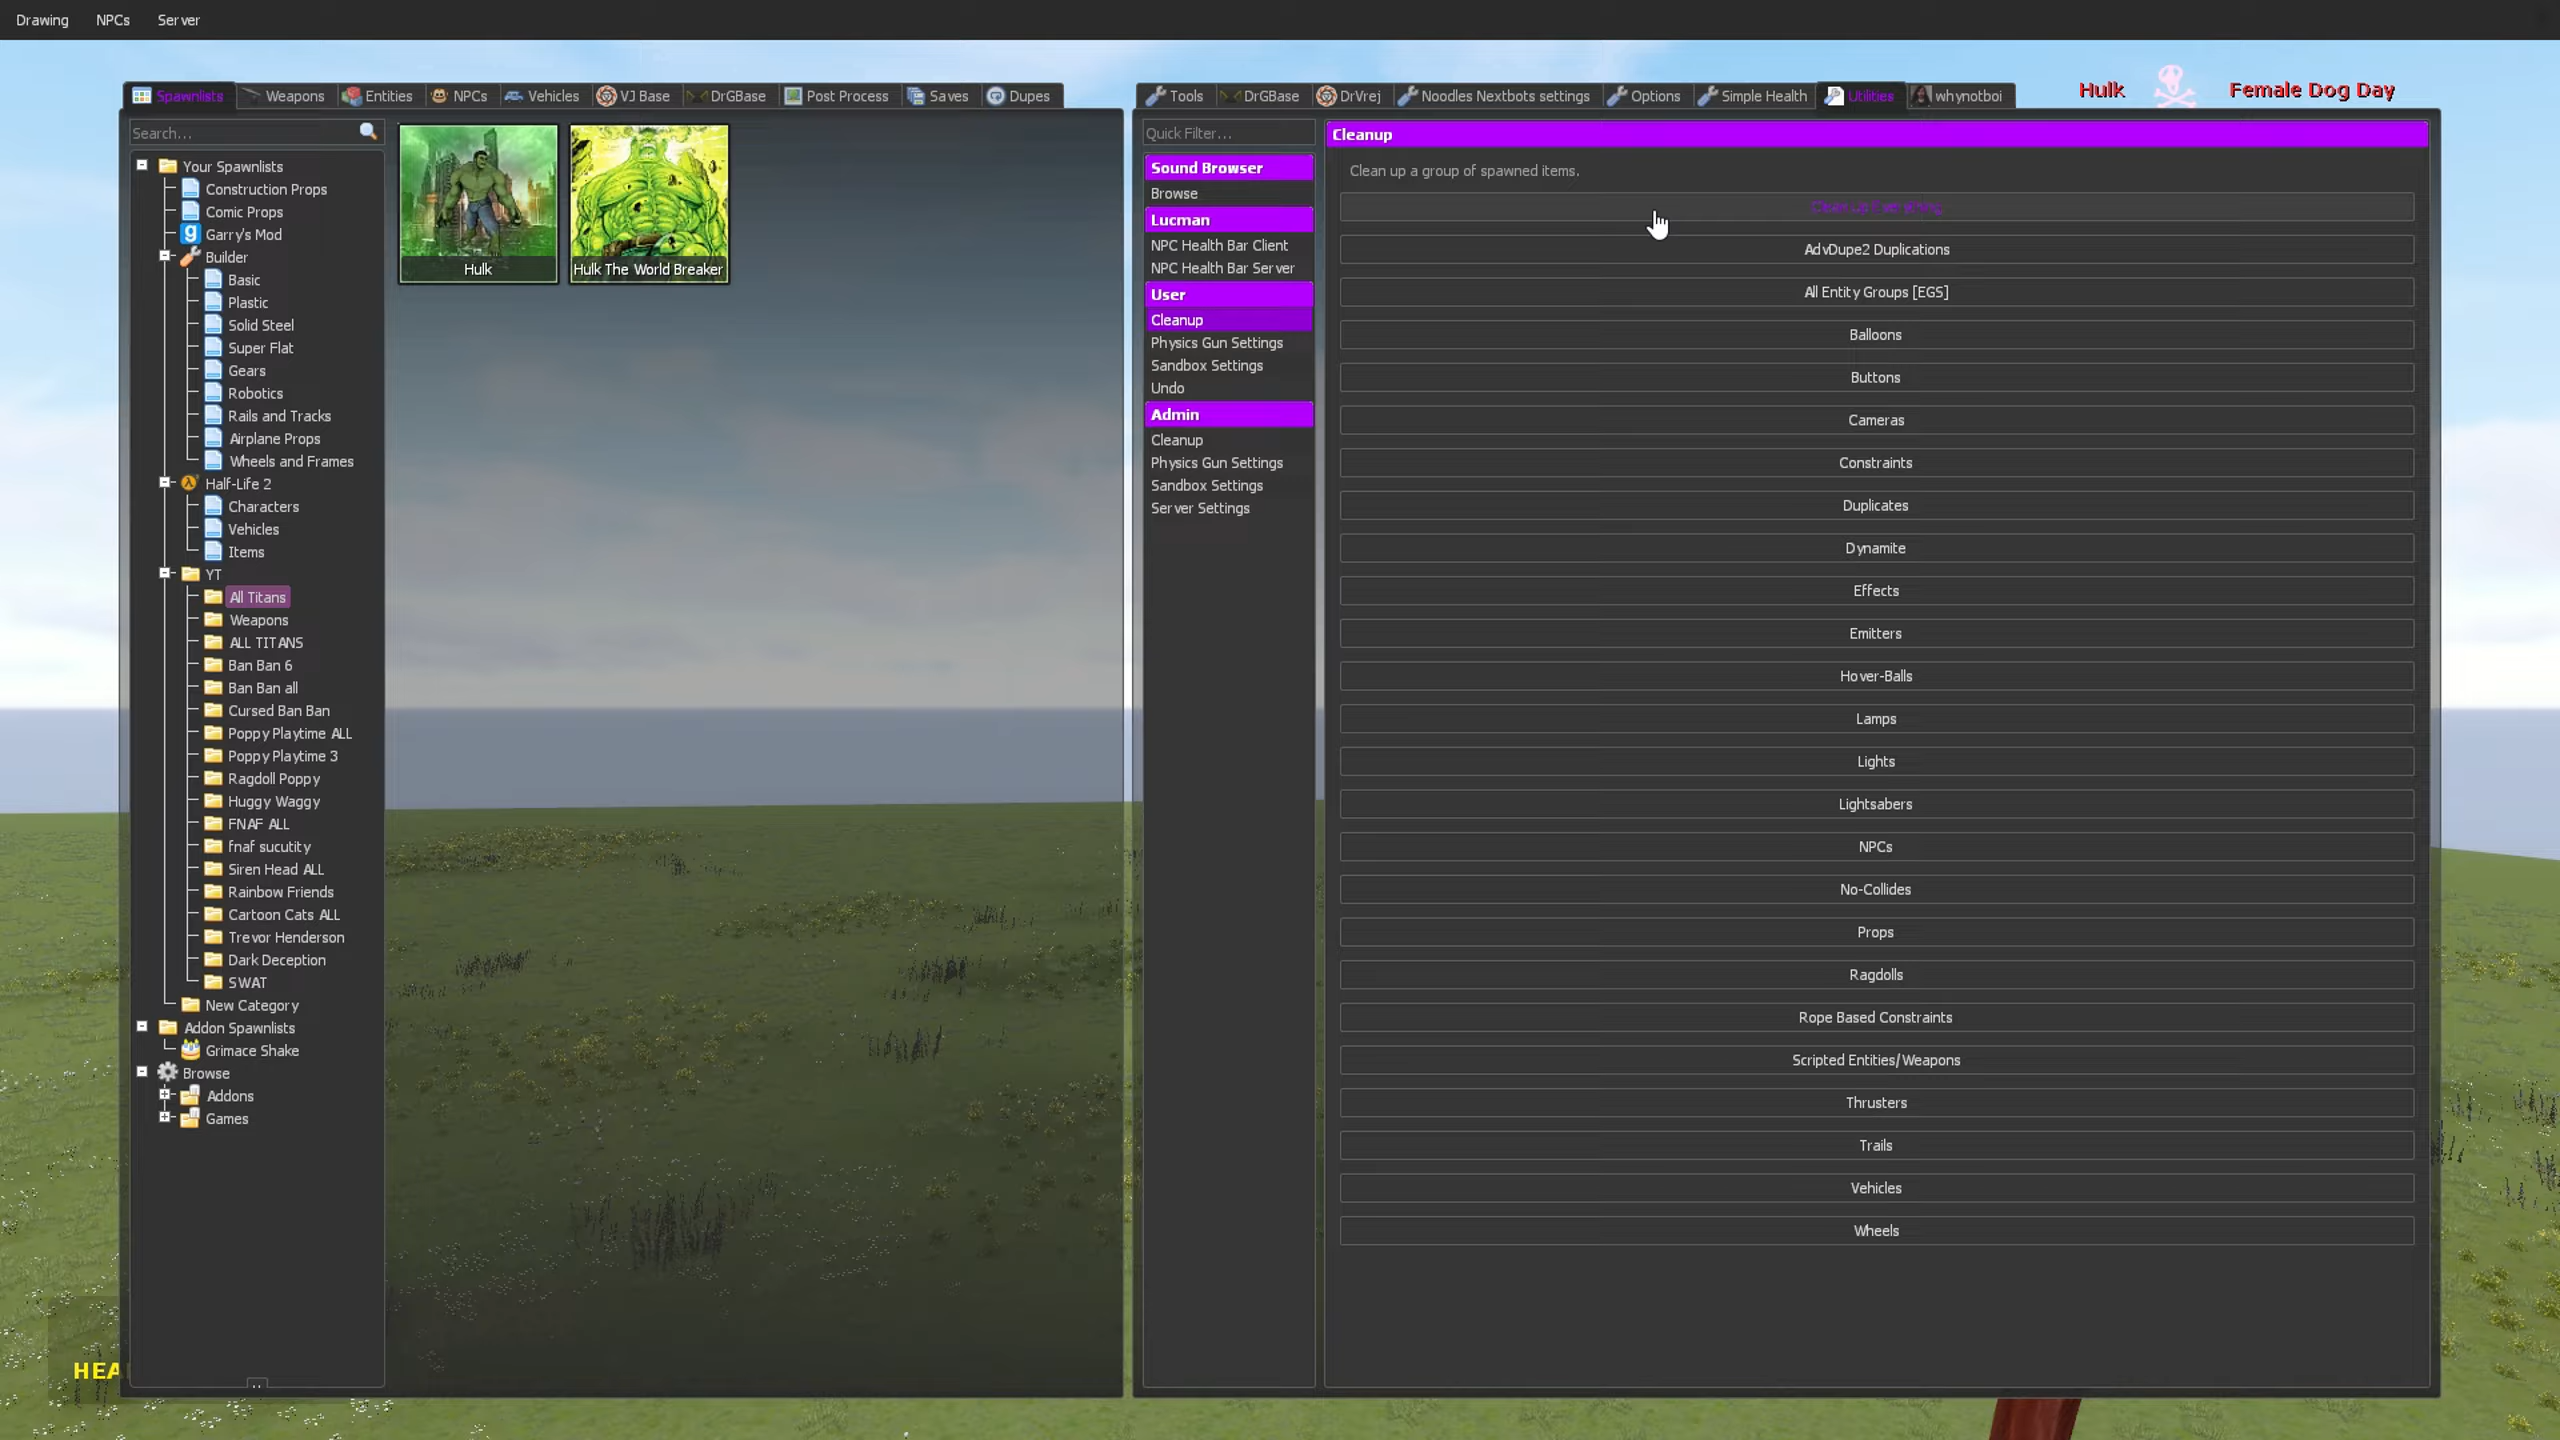 Drawing NPCs Server
Spawnlists Weapons Entities NPCs Vehicles VJ Base DrGBase Post Process Saves Dupes
Tools DrGBase DrVrej Noodles Nextbots settings Options Simple Health Utilities whynotboi
Hulk Female Dog Day
Search...
Your Spawnlists
Construction Props
Comic Props
g Garry's Mod
Builder
Basic
Plastic
Solid Steel
Super Flat
Gears
Robotics
Rails and Tracks
Airplane Props
Wheels and Frames
Half-Life 2
Characters
Vehicles
Items
YT
All Titans
Weapons
ALL TITANS
Ban Ban 6
Ban Ban all
Cursed Ban Ban
Poppy Playtime ALL
Poppy Playtime 3
Ragdoll Poppy
Huggy Waggy
FNAF ALL
fnaf sucutity
Siren Head ALL
Rainbow Friends
Cartoon Cats ALL
Trevor Henderson
Dark Deception
SWAT
New Category
Addon Spawnlists
Grimace Shake
Browse
Addons
Games
Hulk
Hulk The World Breaker
Quick Filter...
Sound Browser
Browse
Lucman
NPC Health Bar Client
NPC Health Bar Server
User
Cleanup
Physics Gun Settings
Sandbox Settings
Undo
Admin
Cleanup
Physics Gun Settings
Sandbox Settings
Server Settings
Cleanup
Clean up a group of spawned items.
Clean up Everything
AdvDupe2 Duplications
All Entity Groups [EGS]
Balloons
Buttons
Cameras
Constraints
Duplicates
Dynamite
Effects
Emitters
Hover-Balls
Lamps
Lights
Lightsabers
NPCs
No-Collides
Props
Ragdolls
Rope Based Constraints
Scripted Entities/Weapons
Thrusters
Trails
Vehicles
Wheels
HEA